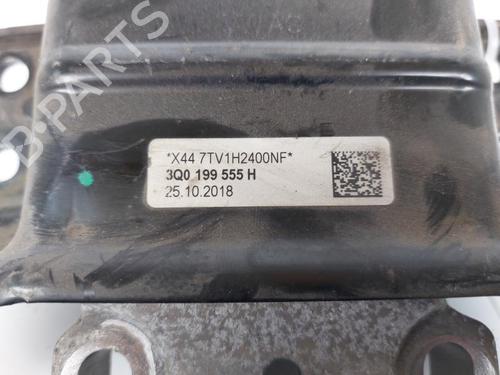 B-PARTS
*X44 7TV1H2400NF*
3Q0 199 555 H
25.10.2018